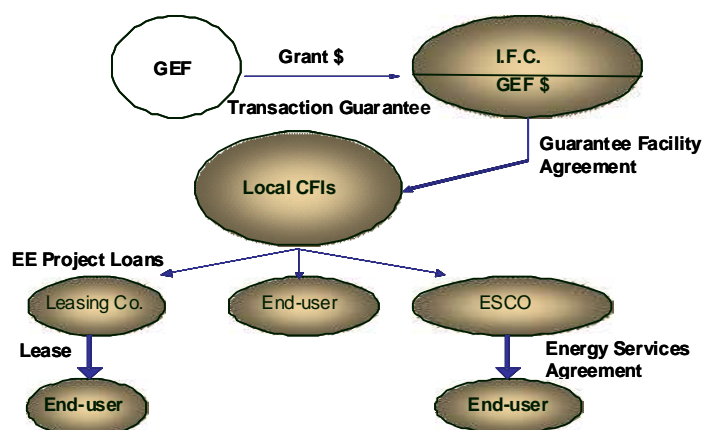 GEF
Grant $
I.F.C.
GEF $
Transaction Guarantee
Guarantee Facility
Agreement
Local CFIs
EE Project Loans
Leasing Co.
End-user
ESCO
Lease
Energy Services
Agreement
End-user
End-user